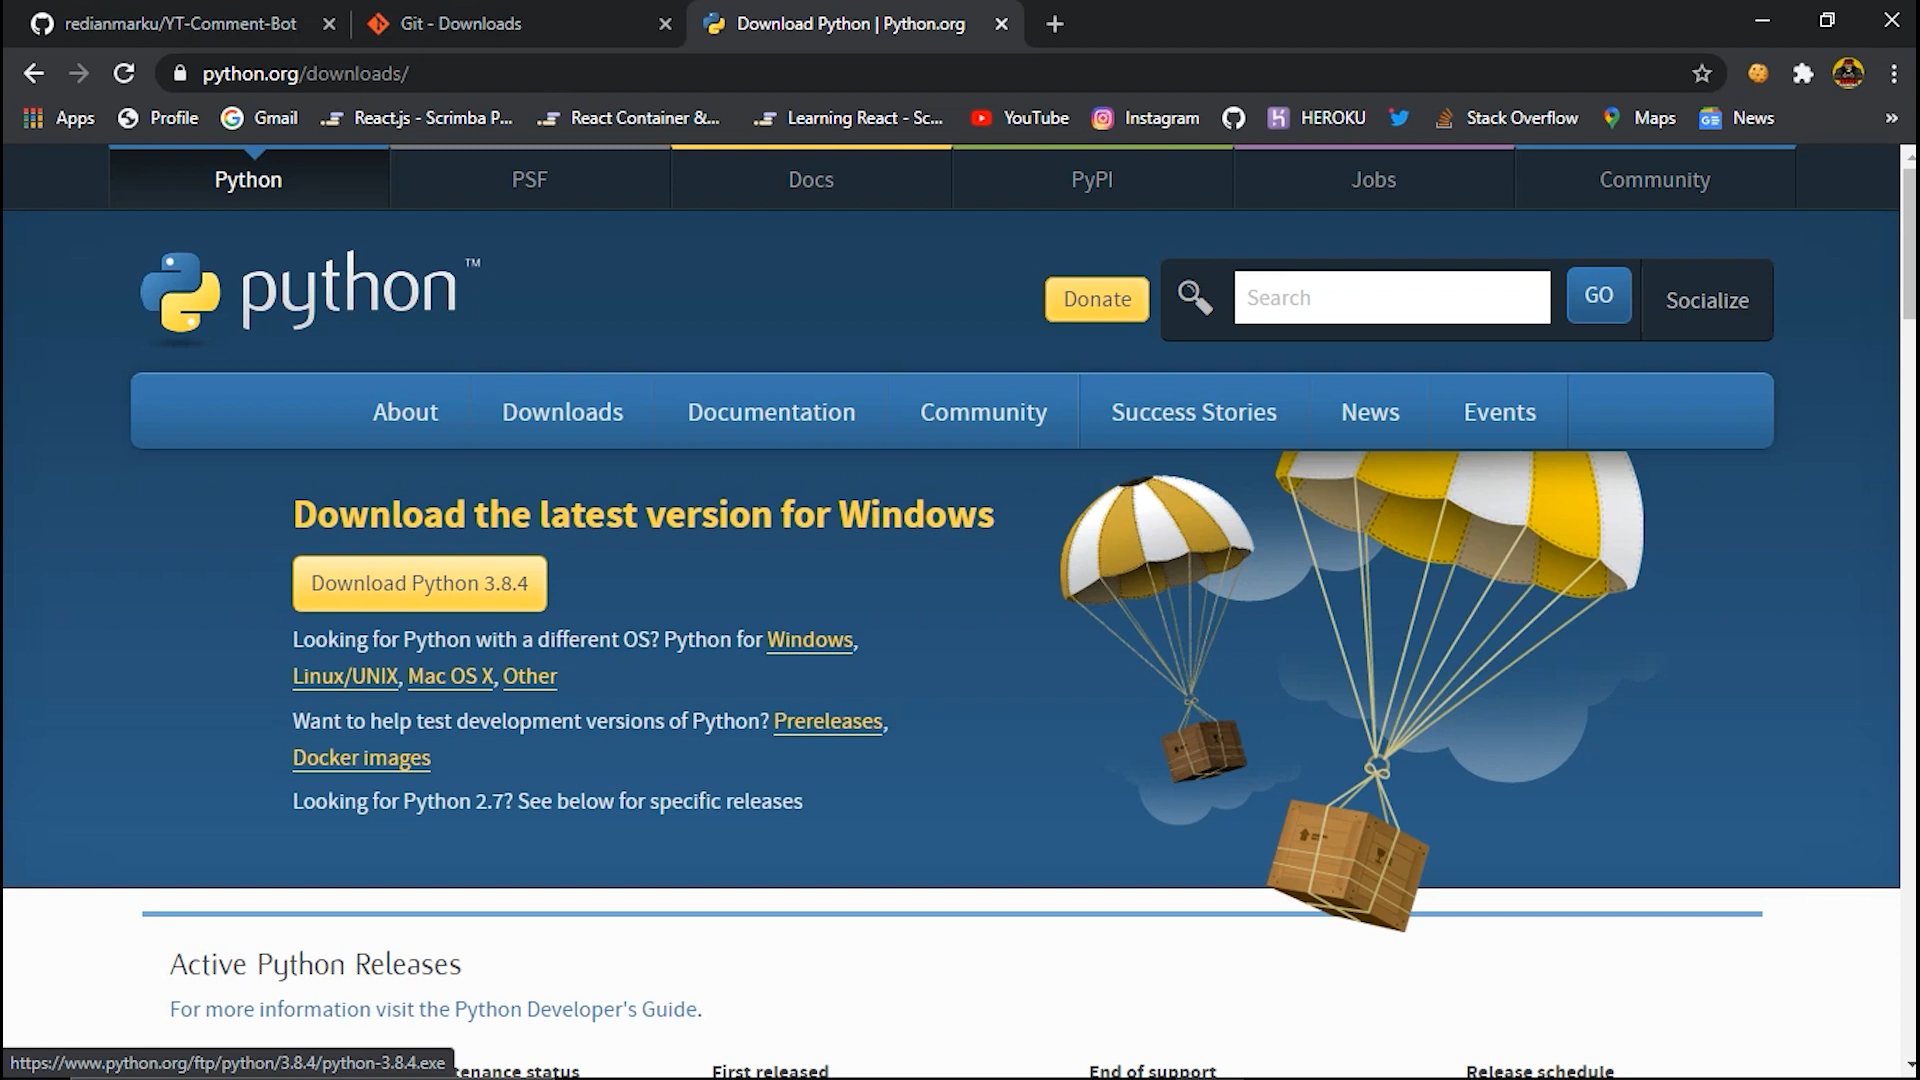 redianmarku/YT-Comment-Bot
Git - Downloads
Download Python | Python.org
python.org/downloads/
Apps
Profile
Gmail
React.js - Scrimba P...
React Container &...
Learning React - Sc...
YouTube
Instagram
HEROKU
Stack Overflow
Maps
News
»
Python
PSF
Docs
PyPI
Jobs
Community
python™
Donate
Search
GO
Socialize
About
Downloads
Documentation
Community
Success Stories
News
Events
Download the latest version for Windows
Download Python 3.8.4
Looking for Python with a different OS? Python for Windows,
Linux/UNIX, Mac OS X, Other
Want to help test development versions of Python? Prereleases,
Docker images
Looking for Python 2.7? See below for specific releases
Active Python Releases
For more information visit the Python Developer's Guide.
https://www.python.org/ftp/python/3.8.4/python-3.8.4.exe
tenance status
First released
End of support
Release schedule